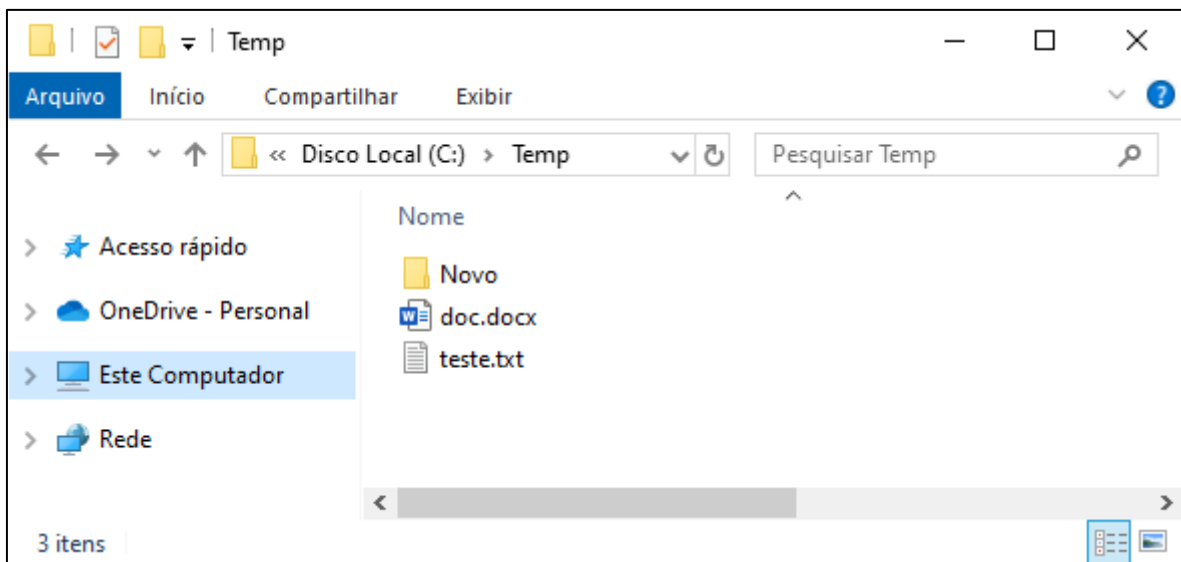 Temp
Arquivo Início Compartilhar Exibir
« Disco Local (C:) > Temp Pesquisar Temp
Nome
Acesso rápido
Novo
OneDrive - Personal
doc.docx
teste.txt
Este Computador
Rede
3 itens